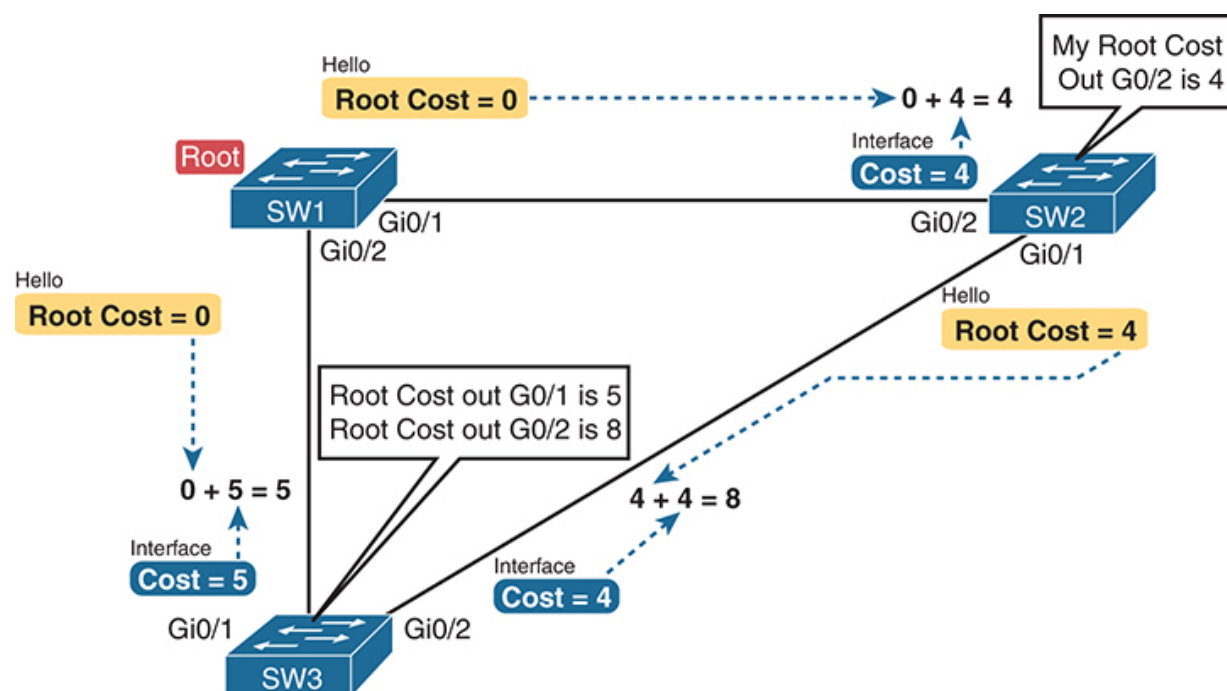 Hello
Root Cost = 0
0 + 4 = 4
My Root Cost
Out G0/2 is 4
Interface
Cost = 4
Root
SW1
Gi0/1
Gi0/2
Gi0/2
SW2
Gi0/1
Hello
Root Cost = 0
Hello
Root Cost = 4
Root Cost out G0/1 is 5
Root Cost out G0/2 is 8
0 + 5 = 5
4 + 4 = 8
Interface
Cost = 5
Interface
Cost = 4
Gi0/1
Gi0/2
SW3